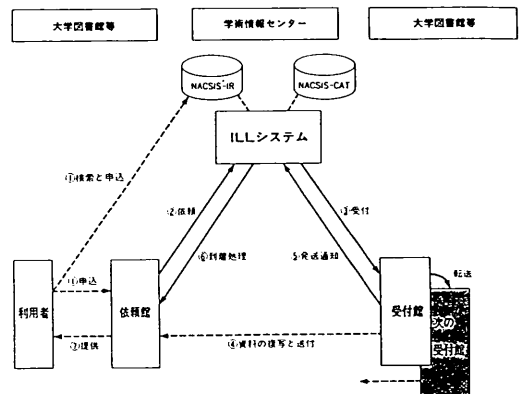 大学図書館等
学術情報センター
大学図書館等
NACSIS-IR
NACSIS-CAT
ILLシステム
①検索と申込
②依頼
③受付
⑥到着処理
⑤発送通知
転送
①申込
利用者
依頼館
受付館
次の
受付館
⑦提供
④資料の複写と送付